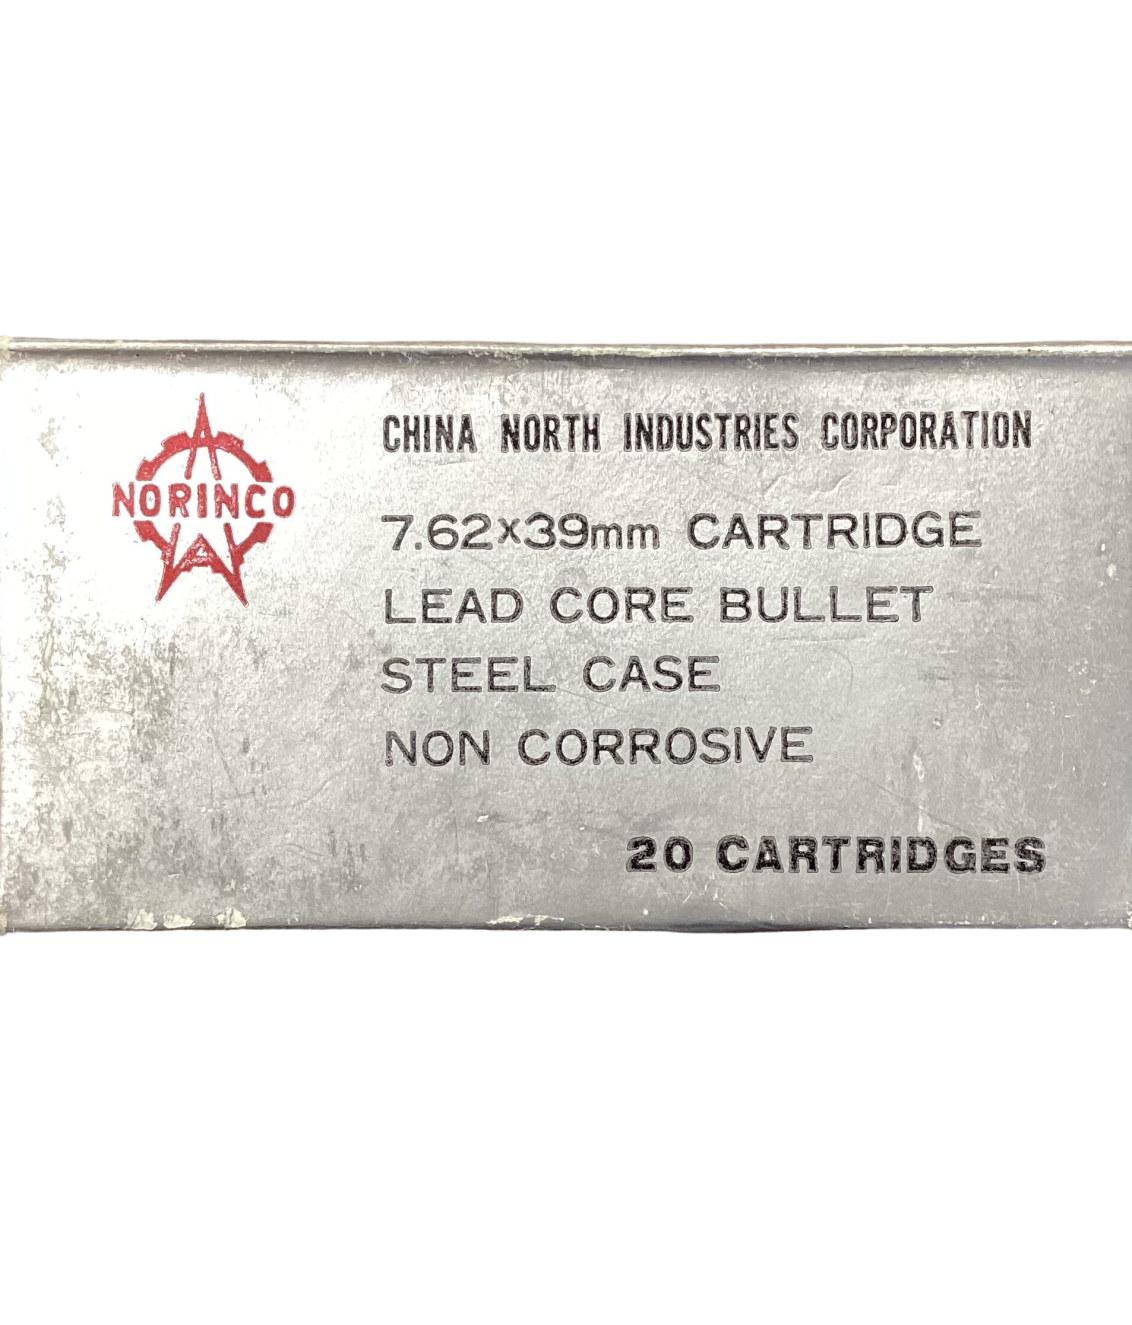 NORINCO
CHINA NORTH INDUSTRIES CORPORATION
7.62x39mm CARTRIDGE
LEAD CORE BULLET
STEEL CASE
NON CORROSIVE
20 CARTRIDGES